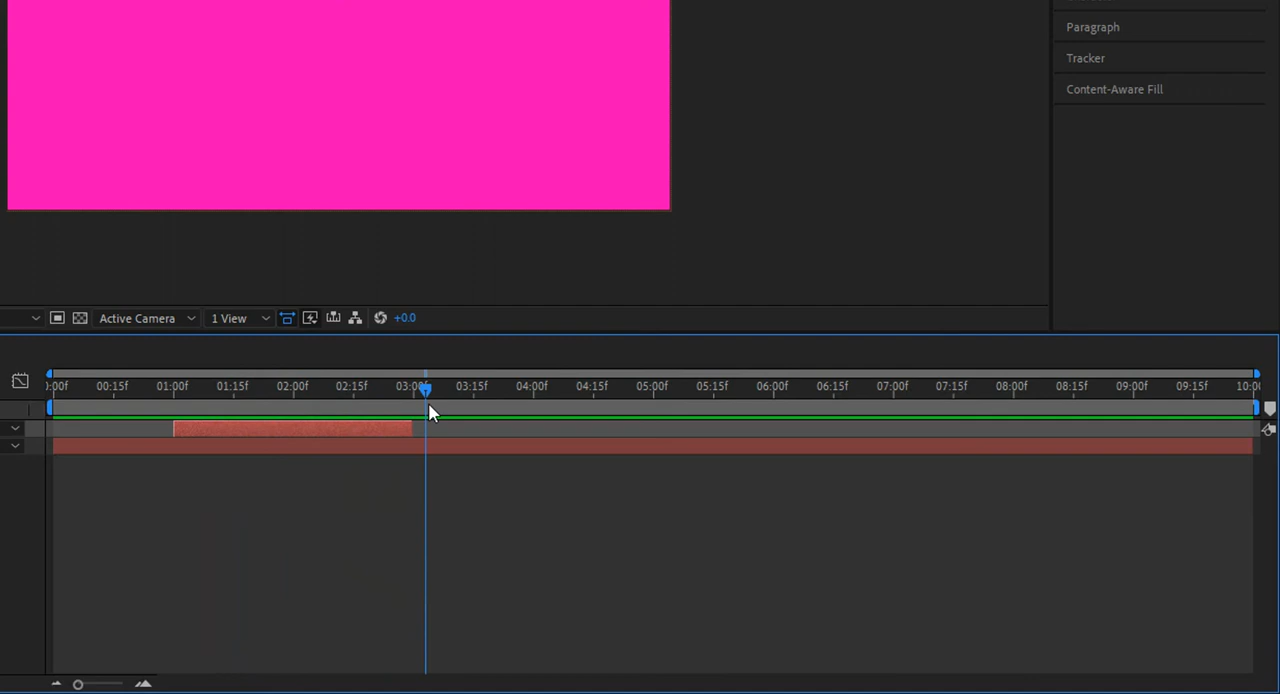 Paragraph
Tracker
Content-Aware Fill
Active Camera 1 View +0.0
:00f 00:15f 01:00f 01:15f 02:00f 02:15f 03:00f 03:15f 04:00f 04:15f 05:00f 05:15f 06:00f 06:15f 07:00f 07:15f 08:00f 08:15f 09:00f 09:15f 10:00